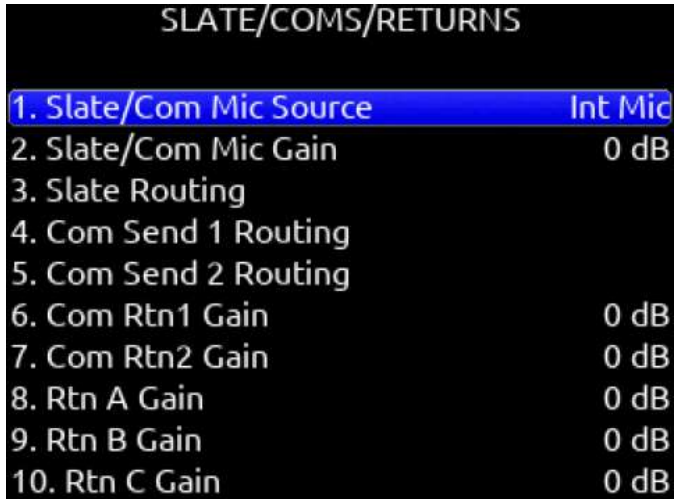 SLATE/COMS/RETURNS
1. Slate/Com Mic Source Int Mic
2. Slate/Com Mic Gain 0 dB
3. Slate Routing
4. Com Send 1 Routing
5. Com Send 2 Routing
6. Com Rtn1 Gain 0 dB
7. Com Rtn2 Gain 0 dB
8. Rtn A Gain 0 dB
9. Rtn B Gain 0 dB
10. Rtn C Gain 0 dB